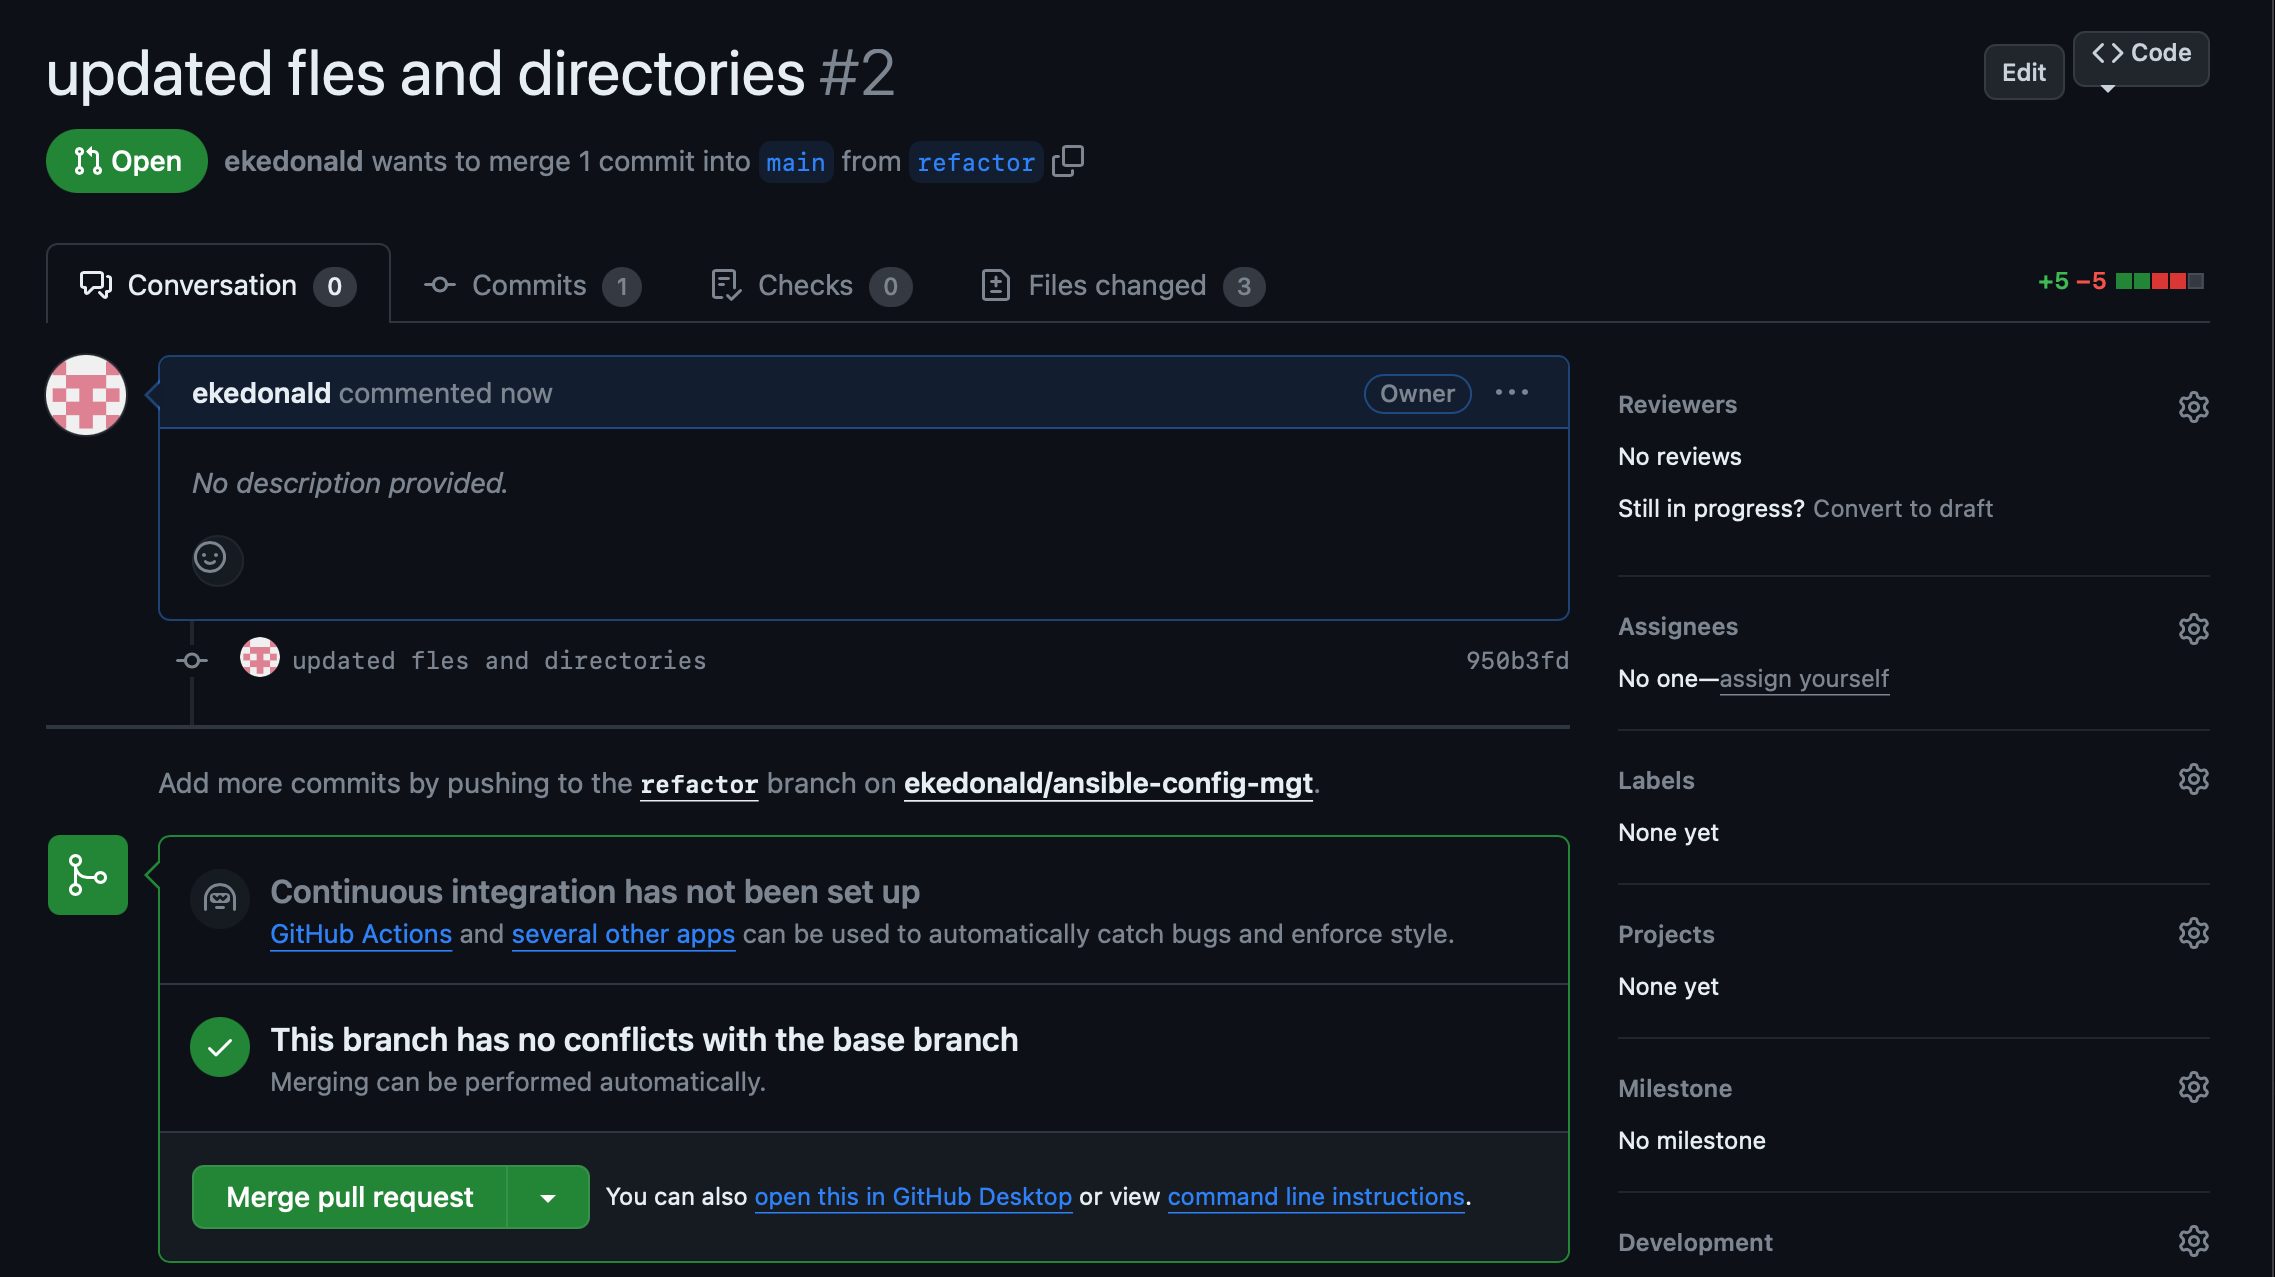 updated fles and directories #2
Edit
Code
Open
ekedonald wants to merge 1 commit into main from refactor
Conversation 0
Commits 1
Checks 0
Files changed 3
+5 −5
ekedonald commented now
Owner
No description provided.
updated fles and directories
950b3fd
Add more commits by pushing to the refactor branch on ekedonald/ansible-config-mgt.
Continuous integration has not been set up
GitHub Actions and several other apps can be used to automatically catch bugs and enforce style.
This branch has no conflicts with the base branch
Merging can be performed automatically.
Merge pull request
You can also open this in GitHub Desktop or view command line instructions.
Reviewers
No reviews
Still in progress? Convert to draft
Assignees
No one—assign yourself
Labels
None yet
Projects
None yet
Milestone
No milestone
Development